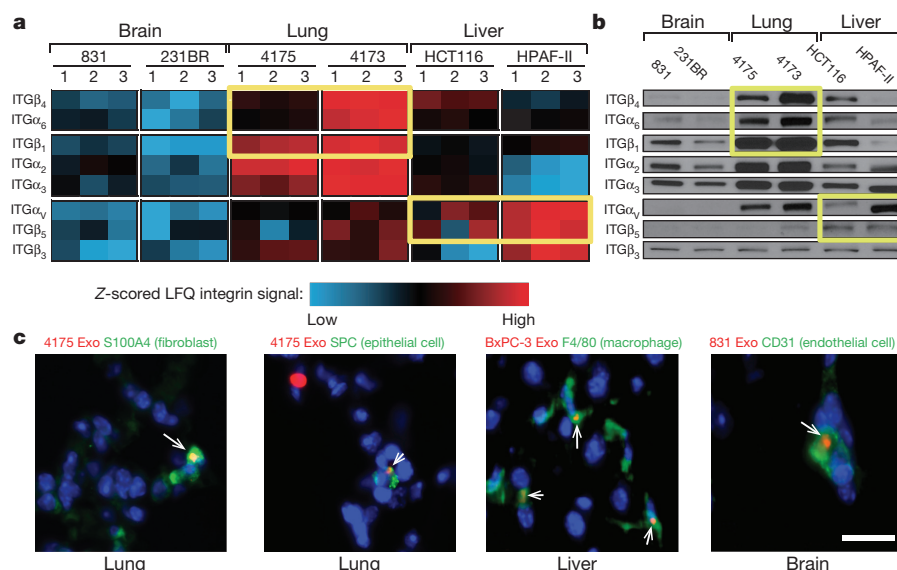 a
Brain Lung Liver
831 231BR 4175 4173 HCT116 HPAF-II
1 2 3 1 2 3 1 2 3 1 2 3 1 2 3 1 2 3
ITGβ4
ITGα6
ITGβ1
ITGα2
ITGα3
ITGαV
ITGβ5
ITGβ3
Z-scored LFQ integrin signal:
Low High
b
Brain Lung Liver
831 231BR 4175 4173 HCT116 HPAF-II
ITGβ4
ITGα6
ITGβ1
ITGα2
ITGα3
ITGαV
ITGβ5
ITGβ3
c
4175 Exo S100A4 (fibroblast) 4175 Exo SPC (epithelial cell) BxPC-3 Exo F4/80 (macrophage) 831 Exo CD31 (endothelial cell)
Lung Lung Liver Brain